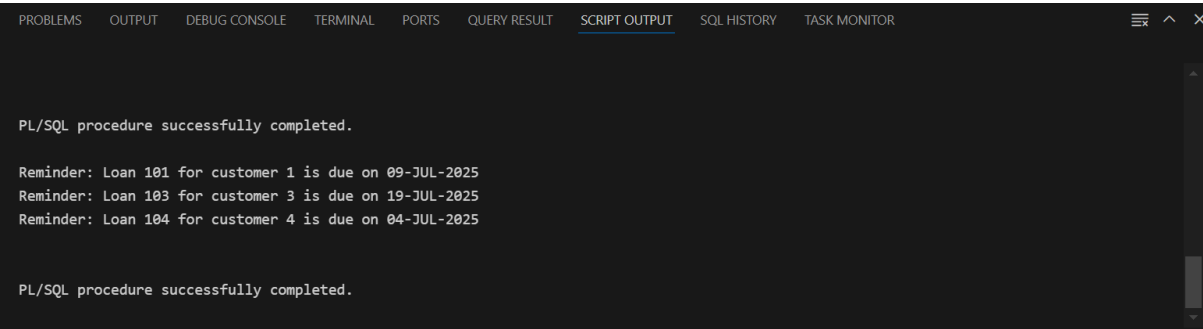 PROBLEMS OUTPUT DEBUG CONSOLE TERMINAL PORTS QUERY RESULT SCRIPT OUTPUT SQL HISTORY TASK MONITOR
PL/SQL procedure successfully completed.
Reminder: Loan 101 for customer 1 is due on 09-JUL-2025
Reminder: Loan 103 for customer 3 is due on 19-JUL-2025
Reminder: Loan 104 for customer 4 is due on 04-JUL-2025
PL/SQL procedure successfully completed.